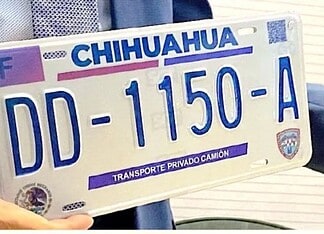 F
CHIHUAHUA
DD-1150-A
TRANSPORTE PRIVADO CAMIÓN